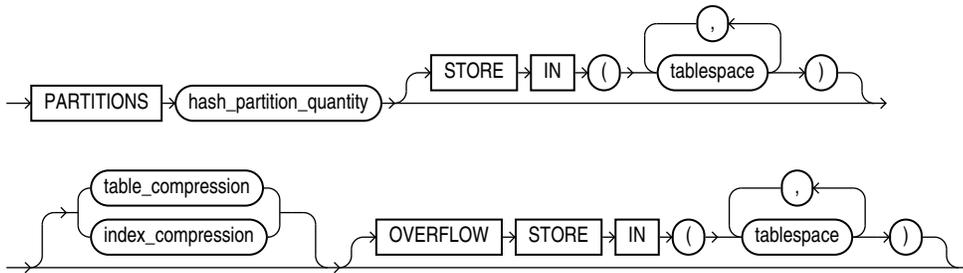 ,
STORE IN ( tablespace )
PARTITIONS hash_partition_quantity
table_compression ,
index_compression OVERFLOW STORE IN ( tablespace )